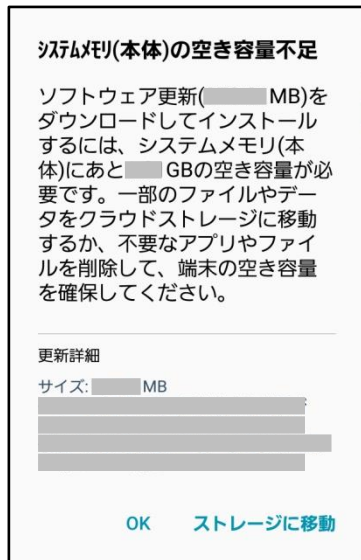 ｼｽﾃﾑﾒﾓﾘ(本体)の空き容量不足
ソフトウェア更新( MB)を
ダウンロードしてインストール
するには、システムメモリ(本
体)にあと GBの空き容量が必
要です。一部のファイルやデー
タをクラウドストレージに移動
するか、不要なアプリやファイ
ルを削除して、端末の空き容量
を確保してください。
更新詳細
サイズ: MB
OK ストレージに移動